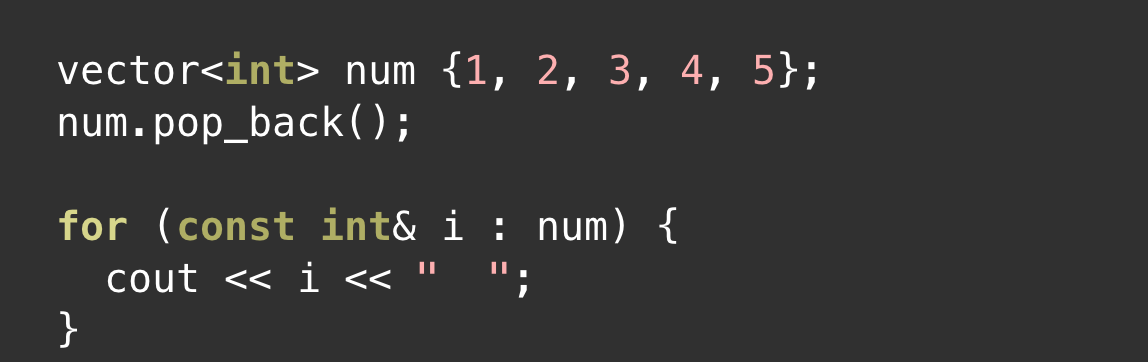 vector<int> num {1, 2, 3, 4, 5};
num.pop_back();
for (const int& i : num) {
  cout << i << "  ";
}